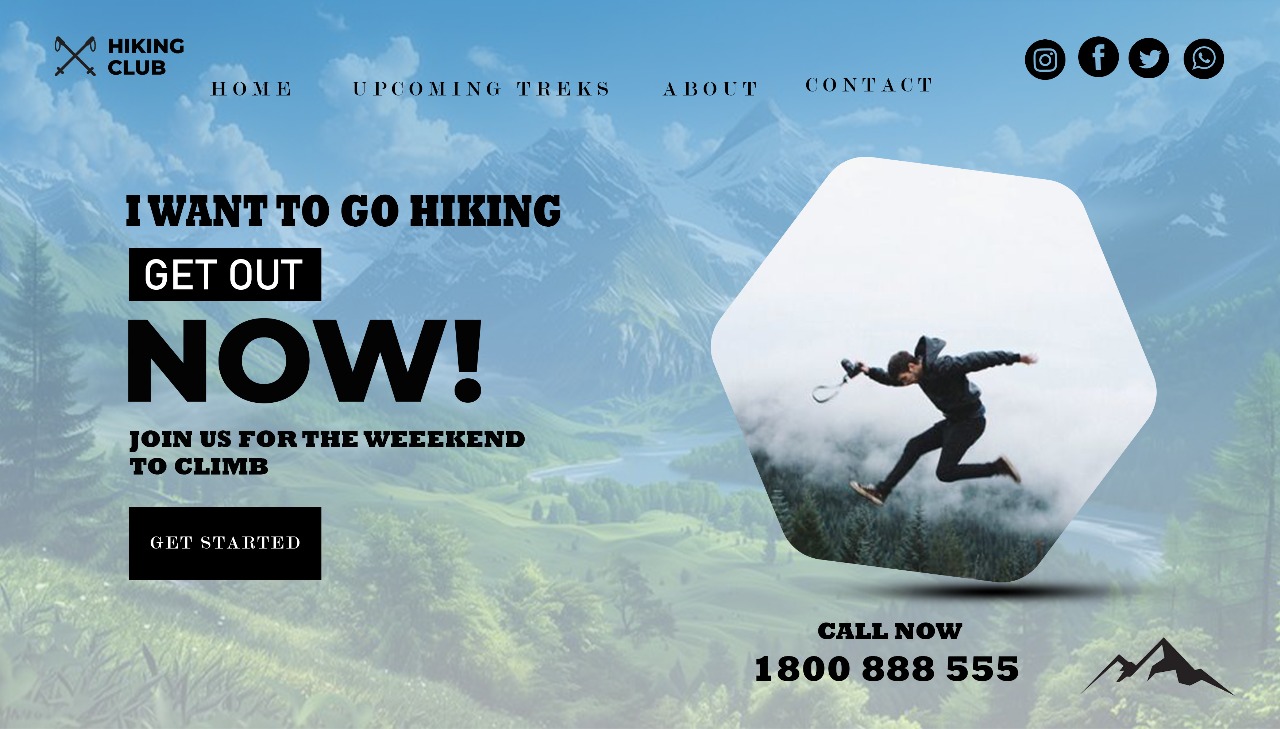 HIKING
CLUB
HOME UPCOMING TREKS ABOUT CONTACT
I WANT TO GO HIKING
GET OUT
NOW!
JOIN US FOR THE WEEEKEND
TO CLIMB
GET STARTED
CALL NOW
1800 888 555